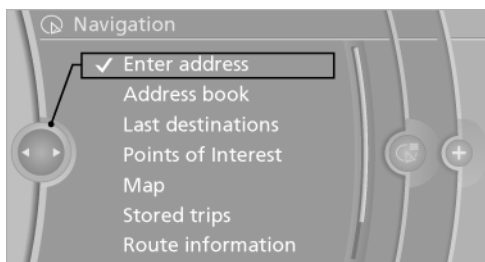 Navigation
Enter address
Address book
Last destinations
Points of Interest
Map
Stored trips
Route information